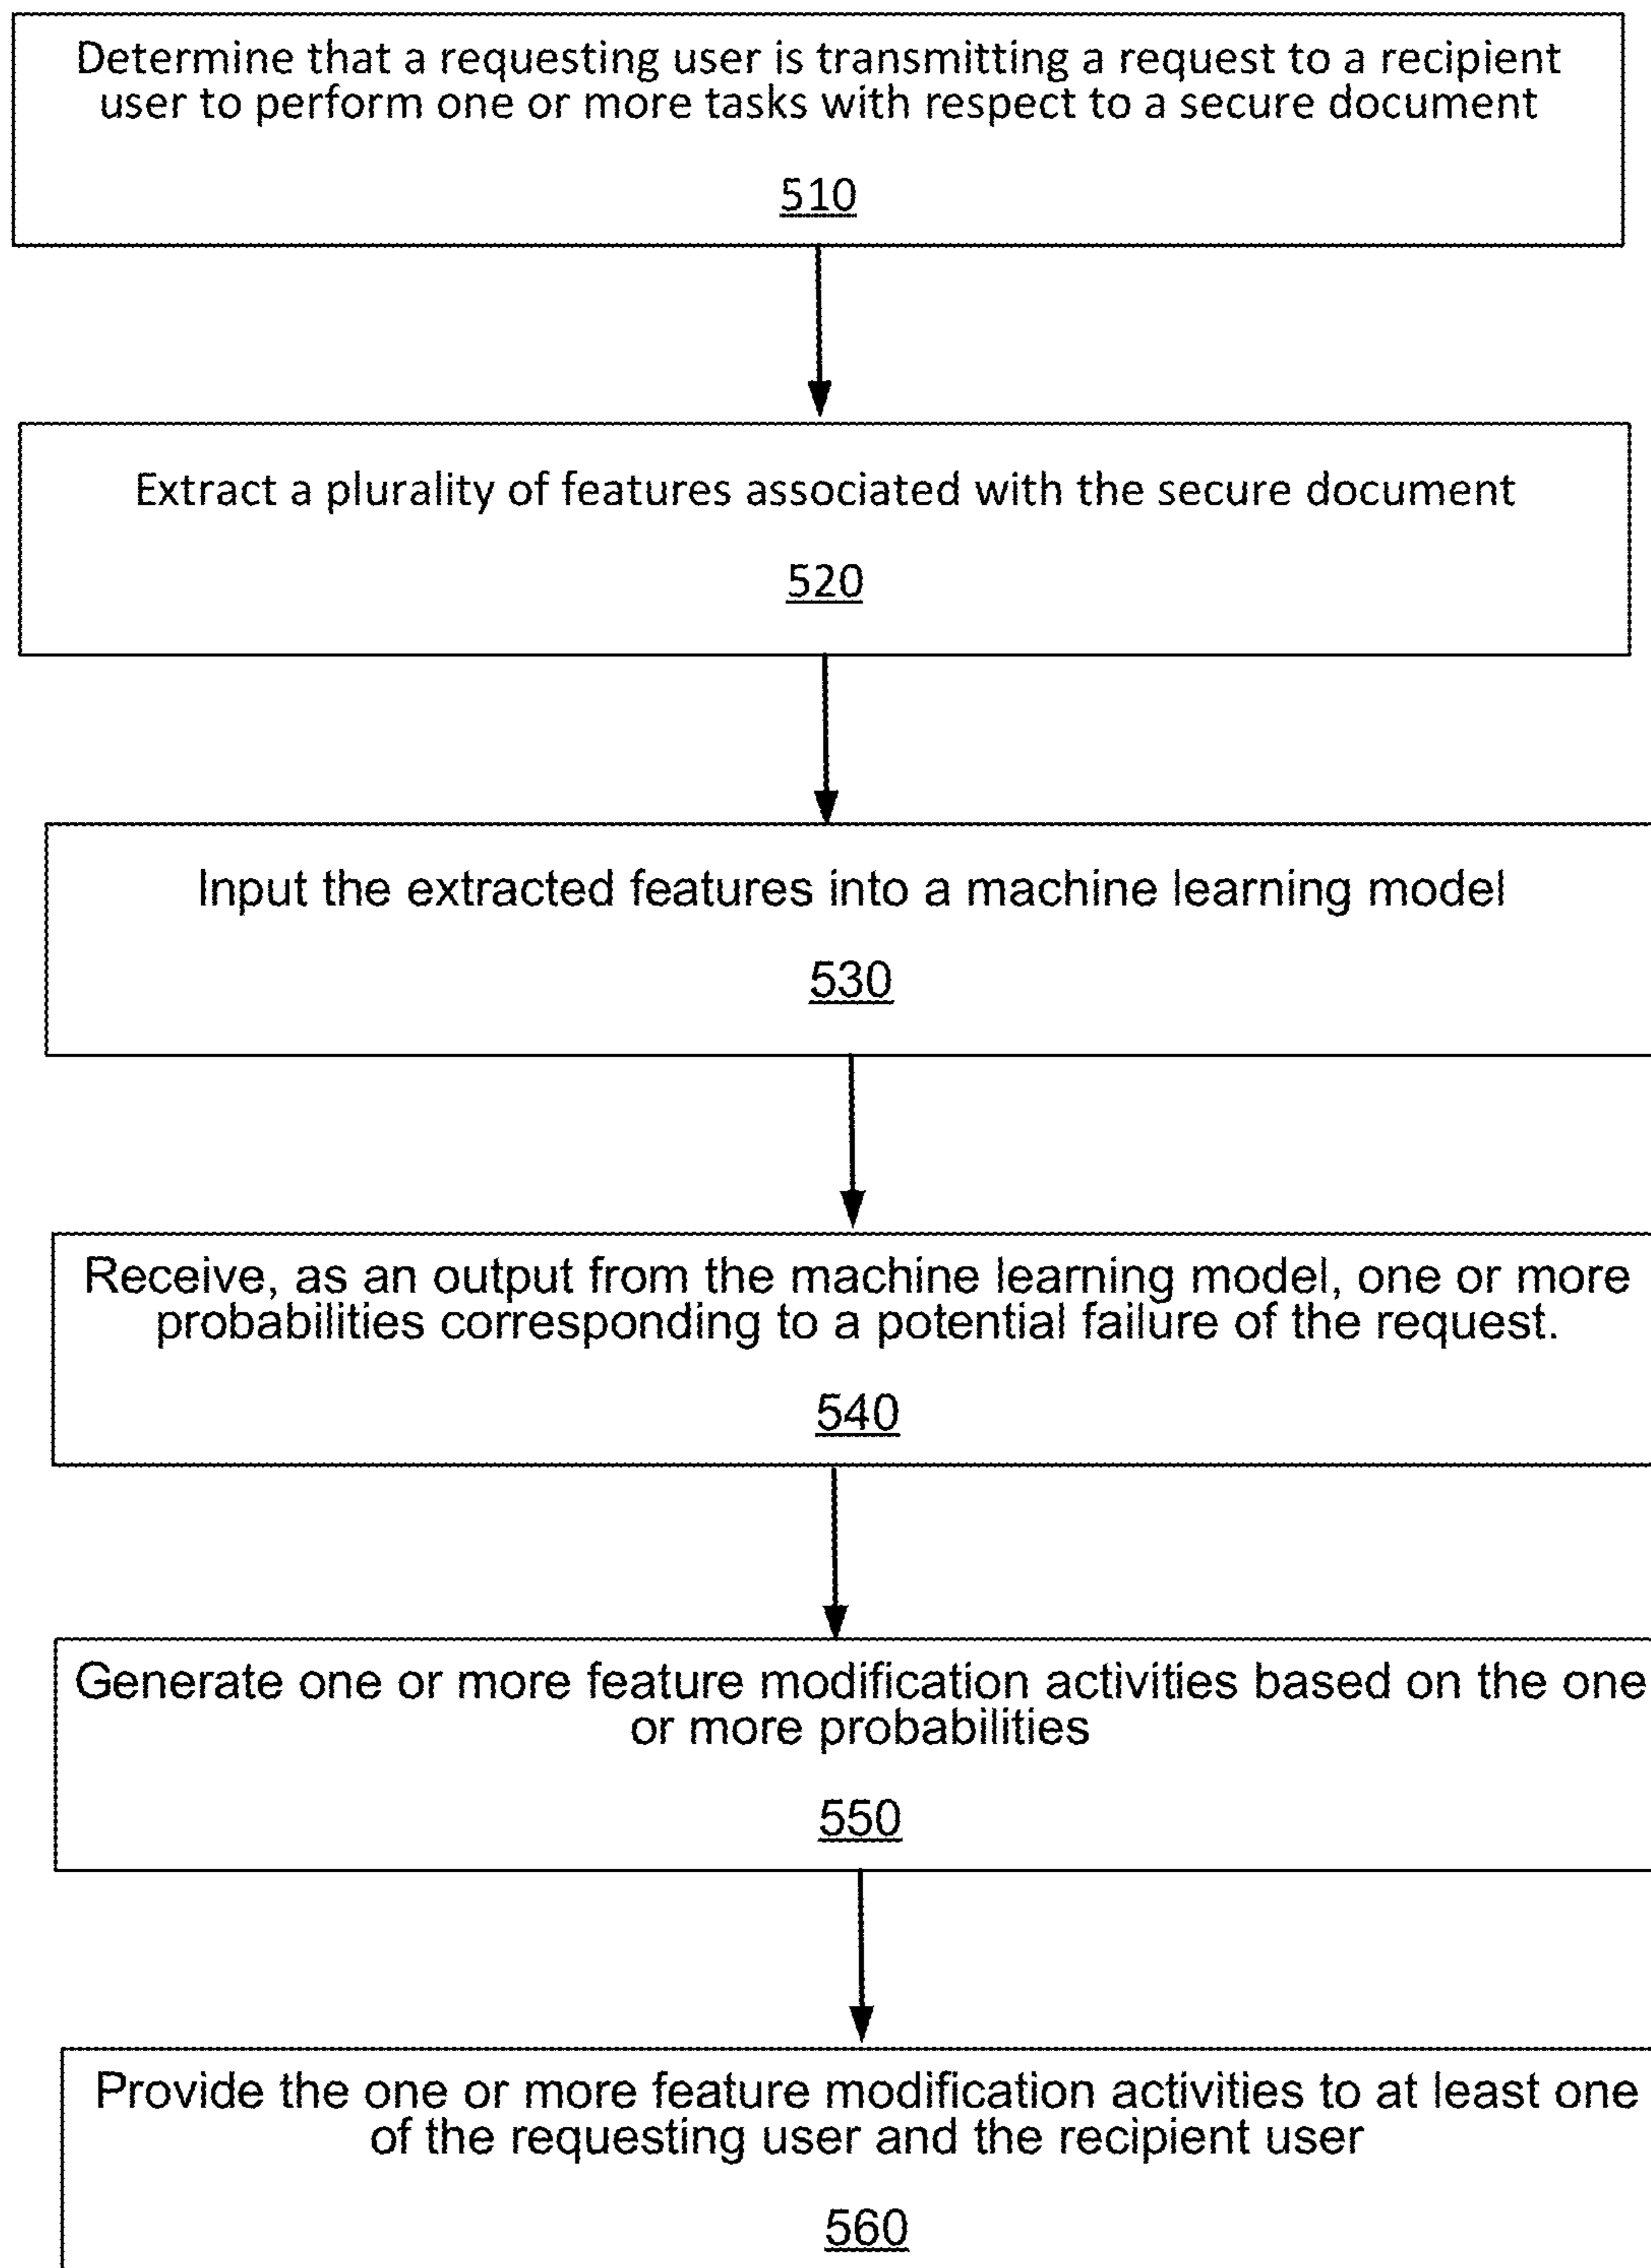 Determine that a requesting user is transmitting a request to a recipient
user to perform one or more tasks with respect to a secure document
510
Extract a plurality of features associated with the secure document
520
Input the extracted features into a machine learning model
530
Receive, as an output from the machine learning model, one or more
probabilities corresponding to a potential failure of the request.
540
Generate one or more feature modification activities based on the one
or more probabilities
550
Provide the one or more feature modification activities to at least one
of the requesting user and the recipient user
560